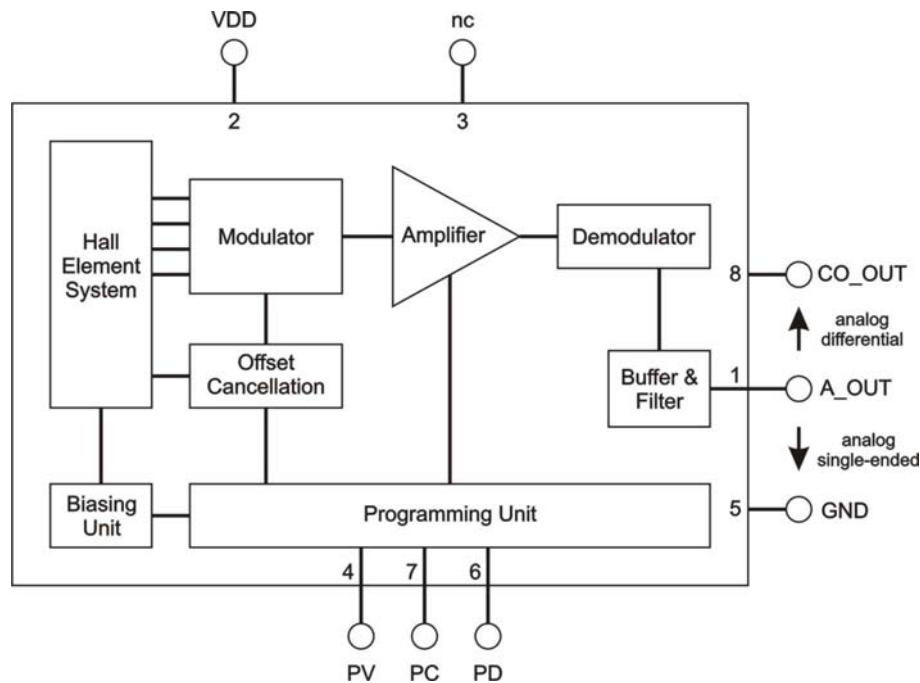 VDD
nc
2
3
Hall
Element
System
Modulator
Amplifier
Demodulator
8
CO_OUT
analog
differential
Offset
Cancellation
Buffer &
Filter
1
A_OUT
analog
single-ended
Biasing
Unit
Programming Unit
5
GND
4
7
6
PV
PC
PD